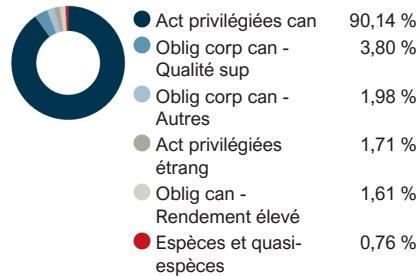 Act privilégiées can 90,14 %
Oblig corp can - 3,80 %
Qualité sup
Oblig corp can - 1,98 %
Autres
Act privilégiées 1,71 %
étrang
Oblig can - 1,61 %
Rendement élevé
Espèces et quasi- 0,76 %
espèces